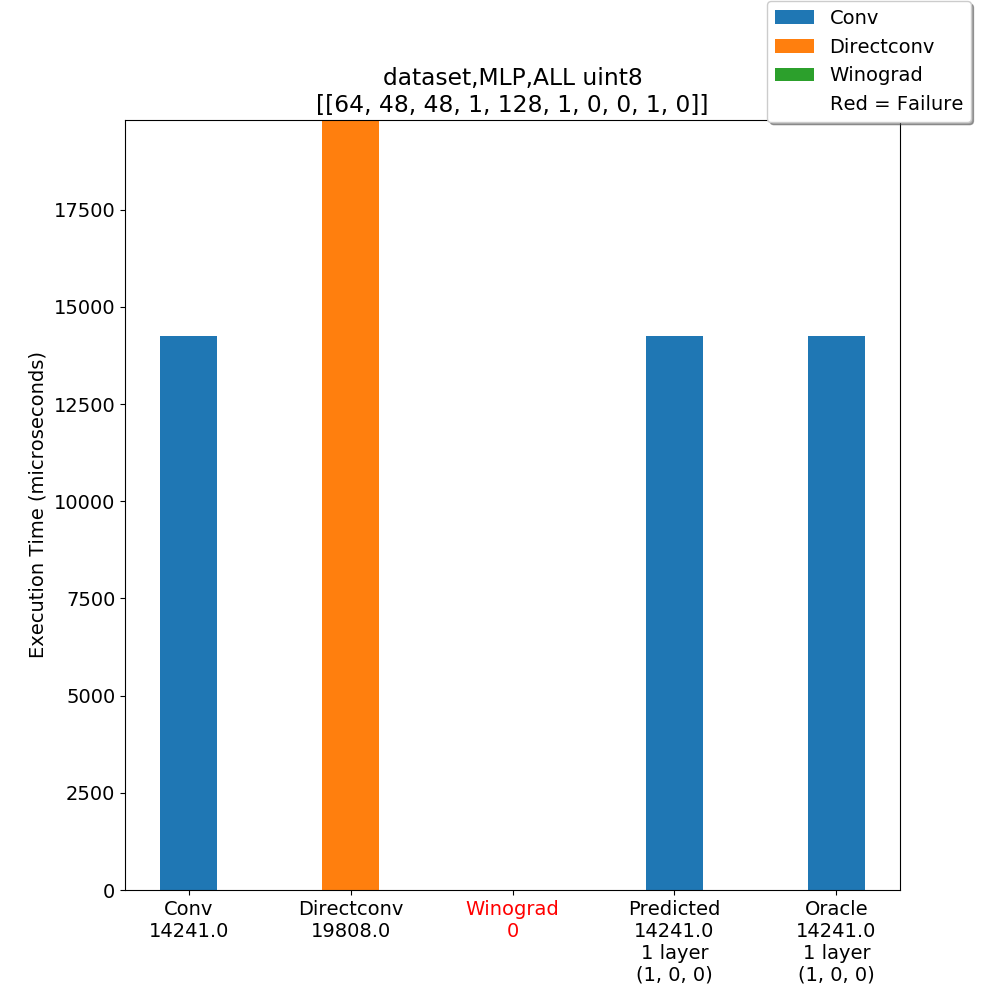 Conv
Directconv
Winograd
Red = Failure
dataset,MLP,ALL uint8
[[64, 48, 48, 1, 128, 1, 0, 0, 1, 0]]
Execution Time (microseconds)
17500
15000
12500
10000
7500
5000
2500
0
Conv
14241.0
Directconv
19808.0
Winograd
0
Predicted
14241.0
1 layer
(1, 0, 0)
Oracle
14241.0
1 layer
(1, 0, 0)